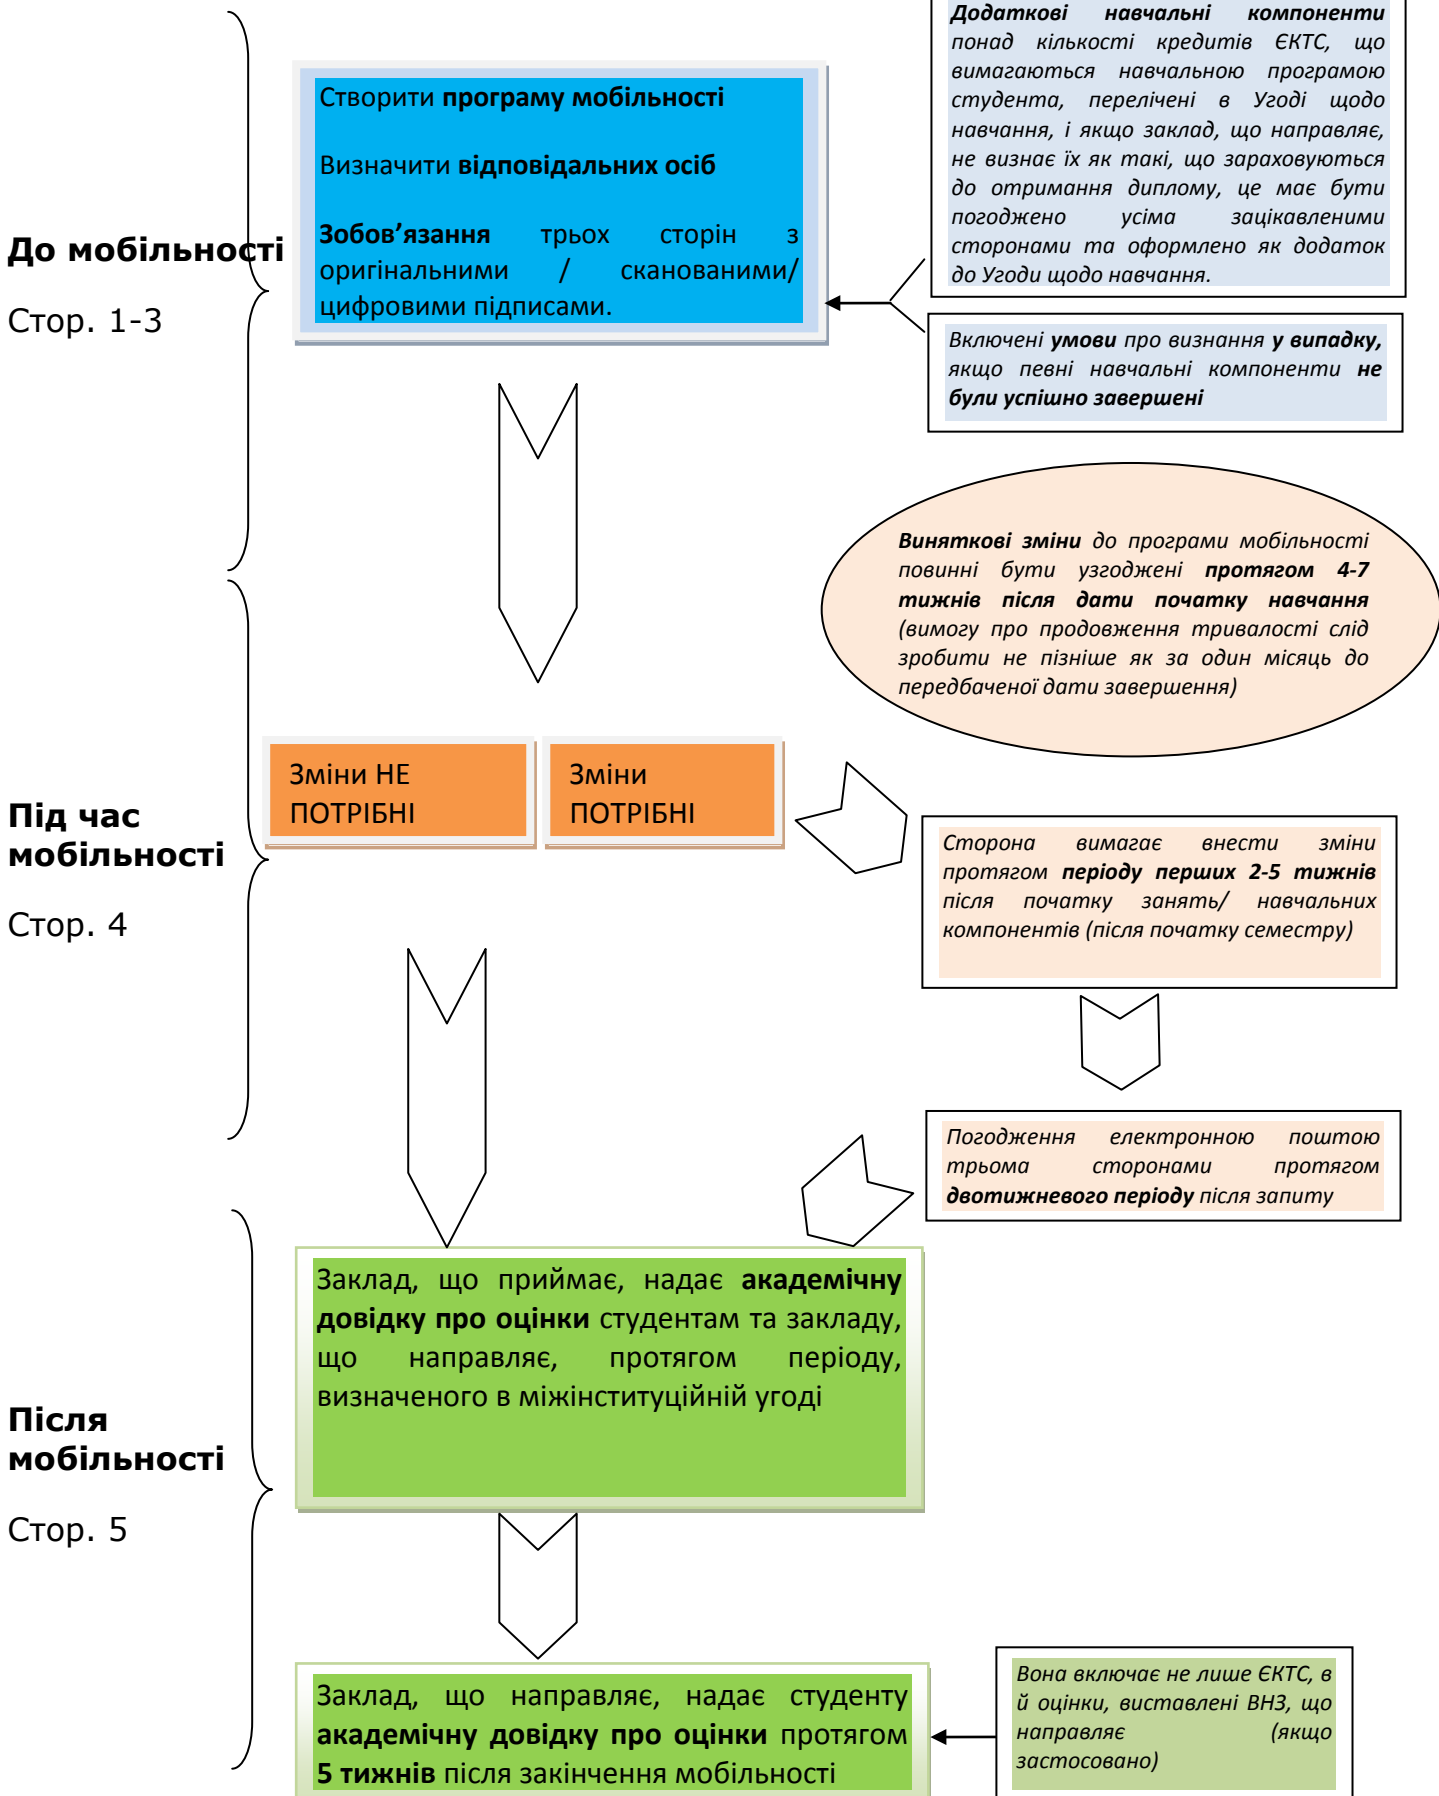 Додаткові навчальні компоненти
понад кількості кредитів ЄКТС, що
вимагаються навчальною програмою
студента, перелічені в Угоді щодо
навчання, і якщо заклад, що направляє,
не визнає їх як такі, що зараховуються
до отримання диплому, це має бути
погоджено усіма зацікавленими
сторонами та оформлено як додаток
до Угоди щодо навчання.
Створити програму мобільності
Визначити відповідальних осіб
Зобов'язання трьох сторін з
оригінальними / сканованими/
цифровими підписами.
До мобільності
Стор. 1-3
Включені умови про визнання у випадку,
якщо певні навчальні компоненти не
були успішно завершені
Виняткові зміни до програми мобільності
повинні бути узгоджені протягом 4-7
тижнів після дати початку навчання
(вимогу про продовження тривалості слід
зробити не пізніше як за один місяць до
передбаченої дати завершення)
Зміни НЕ
ПОТРІБНІ
Зміни
ПОТРІБНІ
Під час
мобільності
Стор. 4
Сторона вимагає внести зміни
протягом періоду перших 2-5 тижнів
після початку занять/ навчальних
компонентів (після початку семестру)
Погодження електронною поштою
трьома сторонами протягом
двотижневого періоду після запиту
Заклад, що приймає, надає академічну
довідку про оцінки студентам та закладу,
що направляє, протягом періоду,
визначеного в міжінституційній угоді
Після
мобільності
Стор. 5
Заклад, що направляє, надає студенту
академічну довідку про оцінки протягом
5 тижнів після закінчення мобільності
Вона включає не лише ЄКТС, в
й оцінки, виставлені ВНЗ, що
направляє (якщо
застосовано)